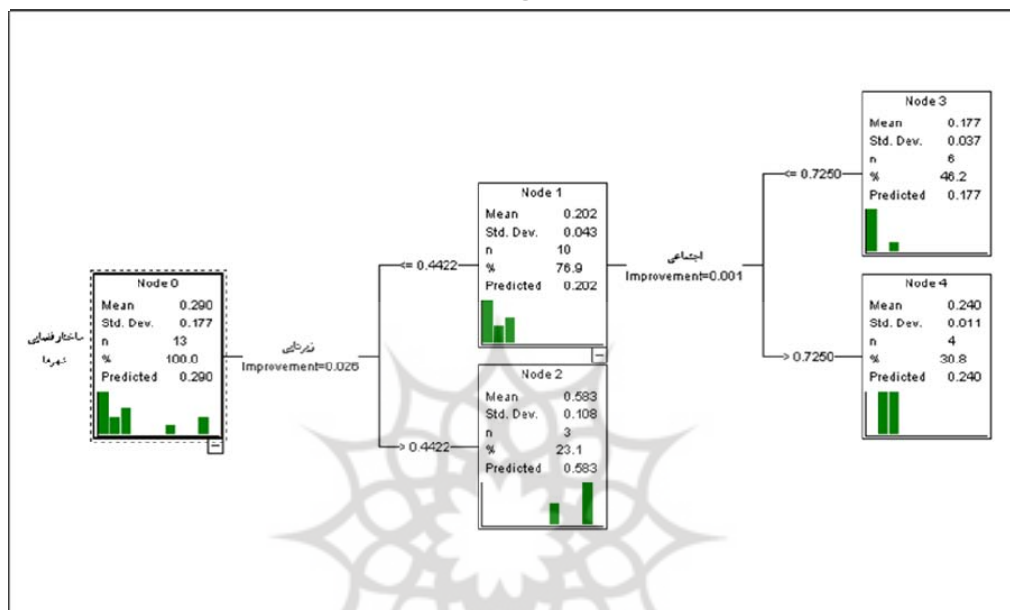 ساختار فضایی
شهرها
Node 0
Mean 0.290
Std. Dev. 0.177
n 13
% 100.0
Predicted 0.290
زیربنایی
Improvement=0.026
<= 0.4422
> 0.4422
Node 1
Mean 0.202
Std. Dev. 0.043
n 10
% 76.9
Predicted 0.202
Node 2
Mean 0.583
Std. Dev. 0.108
n 3
% 23.1
Predicted 0.583
اجتماعی
Improvement=0.001
<= 0.7250
> 0.7250
Node 3
Mean 0.177
Std. Dev. 0.037
n 6
% 46.2
Predicted 0.177
Node 4
Mean 0.240
Std. Dev. 0.011
n 4
% 30.8
Predicted 0.240